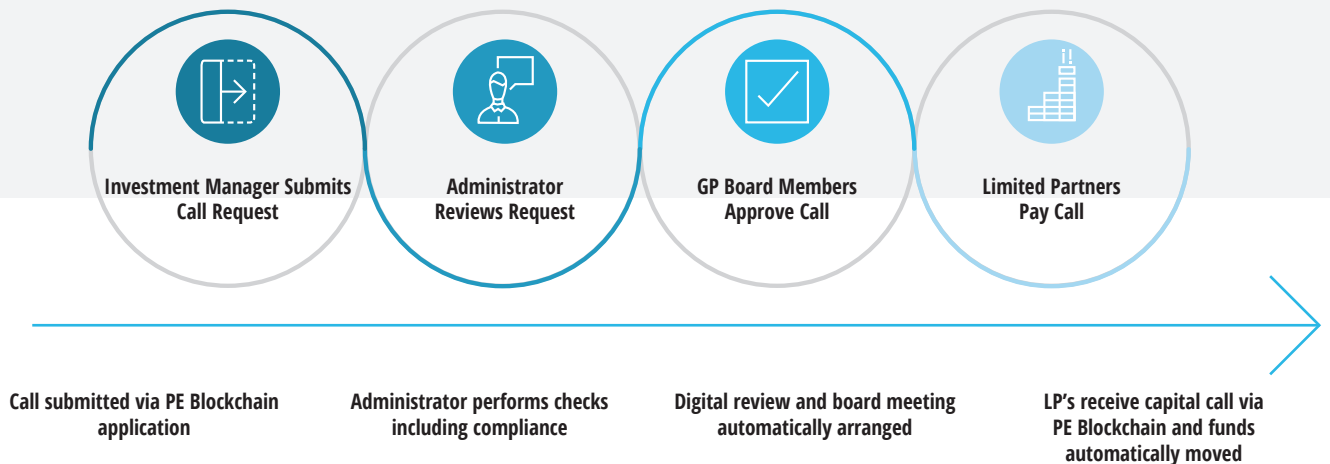 Investment Manager Submits
Call Request
Administrator
Reviews Request
GP Board Members
Approve Call
Limited Partners
Pay Call
Call submitted via PE Blockchain
application
Administrator performs checks
including compliance
Digital review and board meeting
automatically arranged
LP's receive capital call via
PE Blockchain and funds
automatically moved